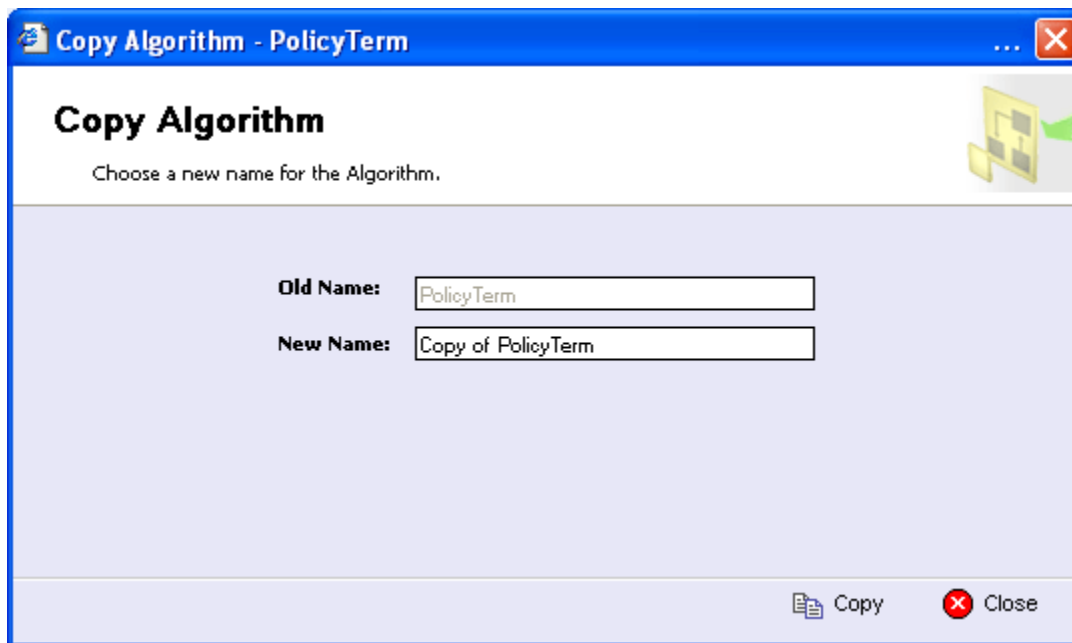 Copy Algorithm - PolicyTerm ...
Copy Algorithm
Choose a new name for the Algorithm.
Old Name: PolicyTerm
New Name: Copy of PolicyTerm
Copy Close